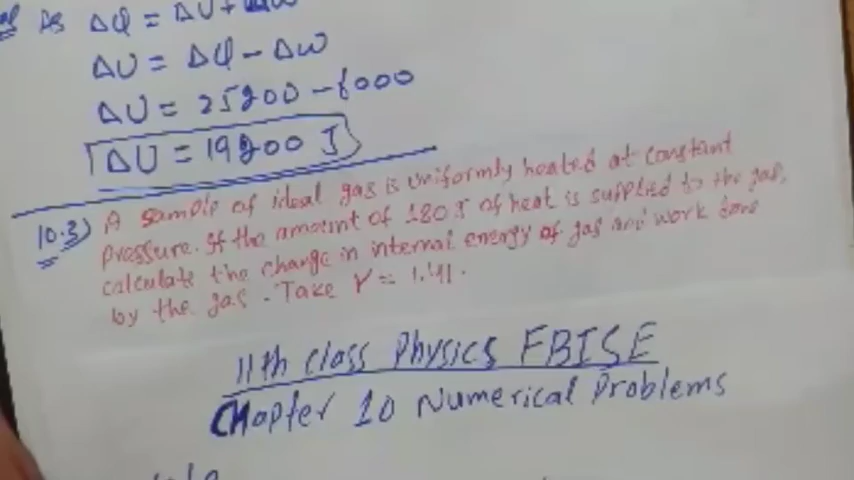 As ΔQ = ΔU + ΔW
ΔU = ΔQ - ΔW
ΔU = 25200 - 6000
ΔU = 19200 J
10.3) A sample of ideal gas is uniformly heated at constant
pressure. If the amount of 180 J of heat is supplied to the gas,
calculate the change in internal energy of gas and work done
by the gas. Take γ = 1.41.
11th class Physics FBISE
Chapter 10 Numerical Problems